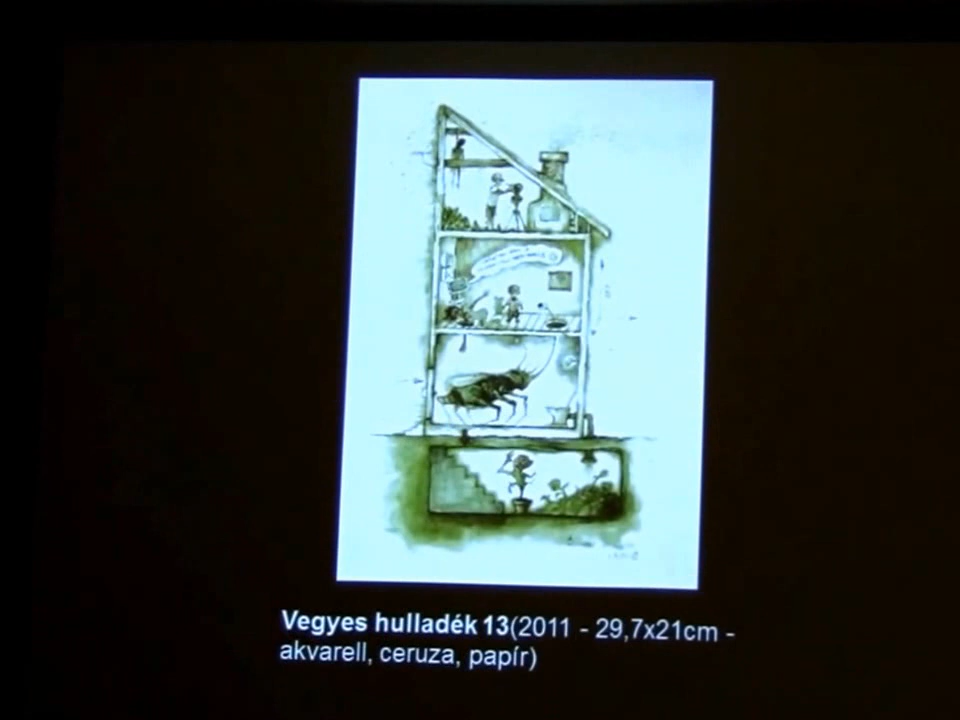 Vegyes hulladék 13(2011 - 29,7x21cm -
akvarell, ceruza, papír)